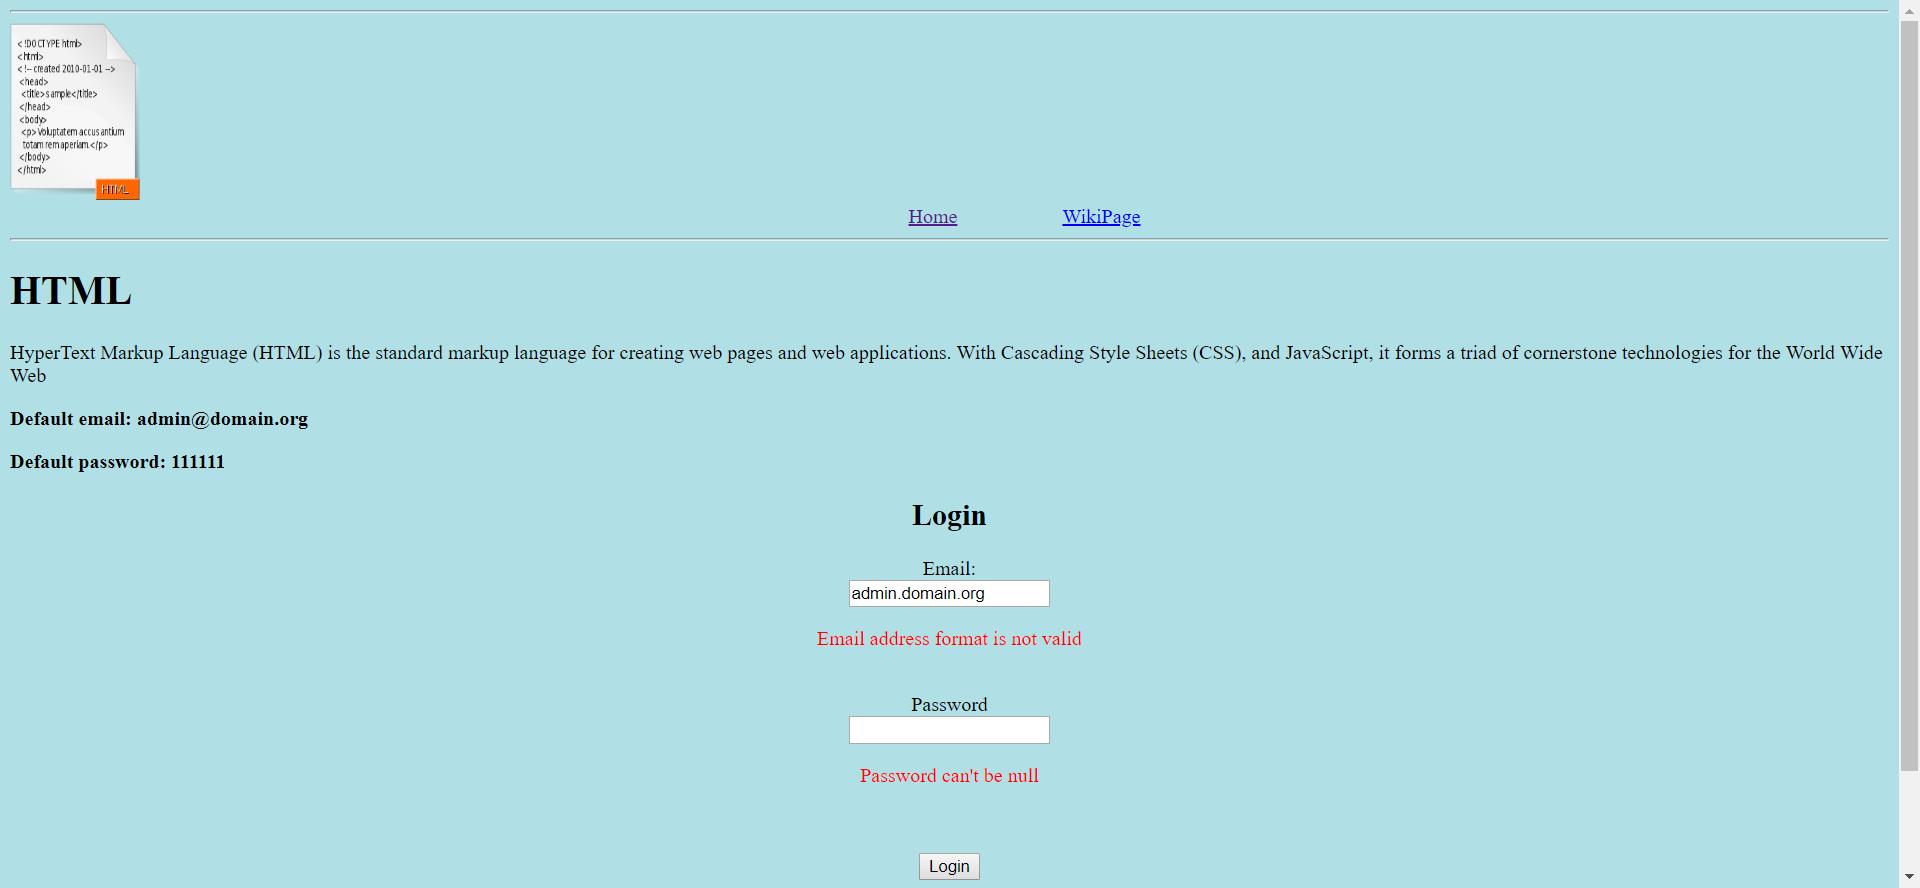 < !DOCTYPE html>
<html>
< !-- created 2010-01-01 -->
<head>
<title>sample</title>
</head>
<body>
<p> Voluptatem accusantium
totam rem aperiam.</p>
</body>
</html>
HTML
Home WikiPage
HTML
HyperText Markup Language (HTML) is the standard markup language for creating web pages and web applications. With Cascading Style Sheets (CSS), and JavaScript, it forms a triad of cornerstone technologies for the World Wide
Web
Default email: admin@domain.org
Default password: 111111
Login
Email:
admin.domain.org
Email address format is not valid
Password
Password can't be null
Login